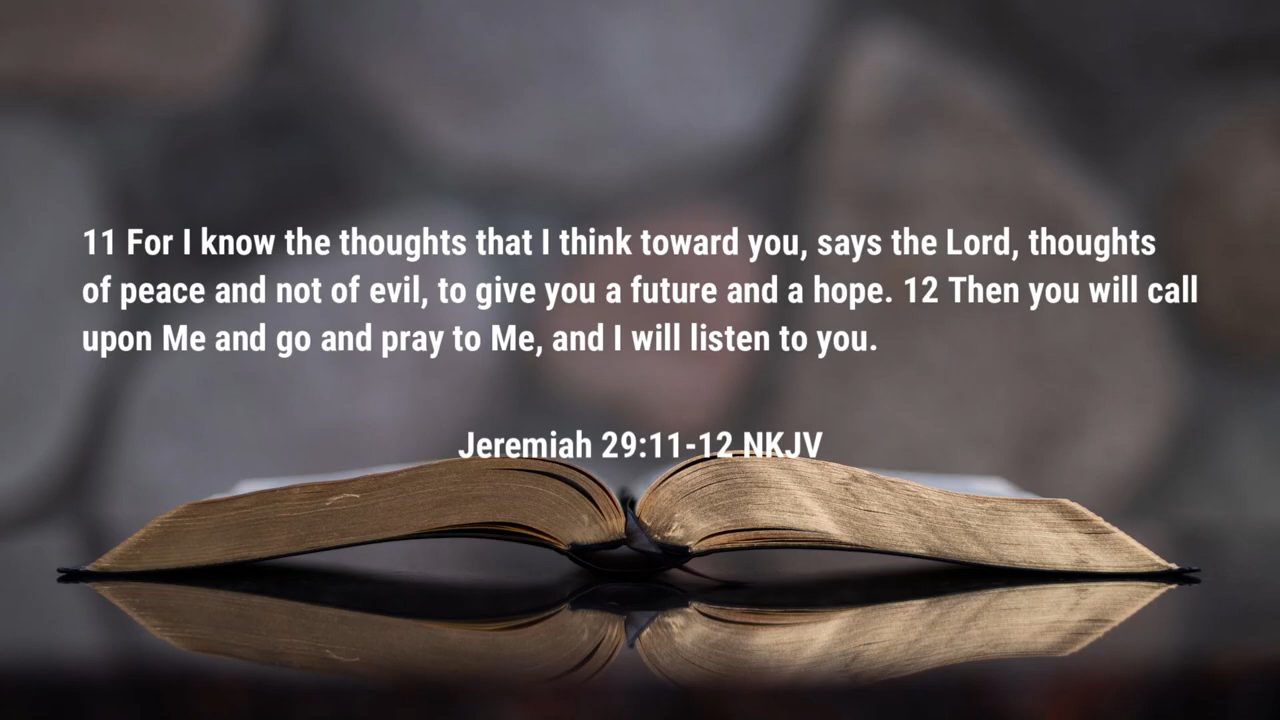 11 For I know the thoughts that I think toward you, says the Lord, thoughts
of peace and not of evil, to give you a future and a hope. 12 Then you will call
upon Me and go and pray to Me, and I will listen to you.
Jeremiah 29:11-12 NKJV